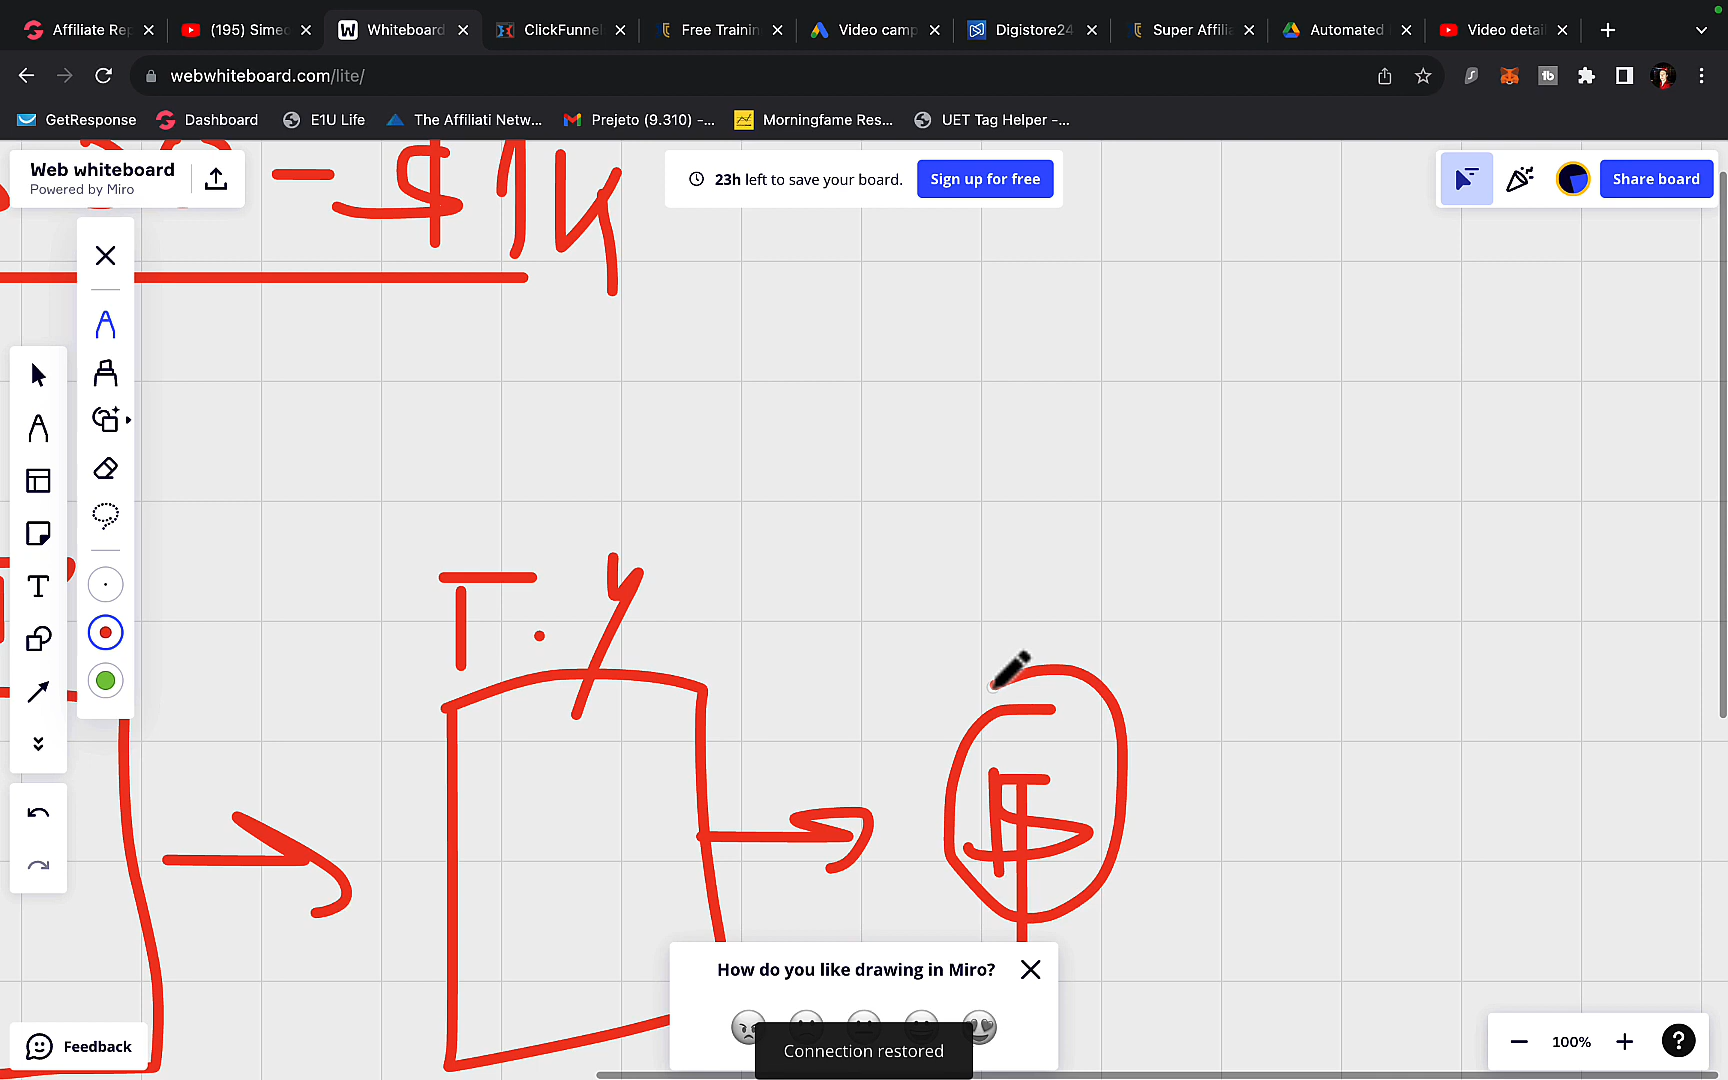 Affiliate Rep
(195) Simeo
Whiteboard
ClickFunnel
Free Trainin
Video camp
Digistore24
Super Affilia
Automated
Video detail
webwhiteboard.com/lite/
GetResponse
Dashboard
E1U Life
The Affiliati Netw...
Prejeto (9.310) -...
Morningfame Res...
UET Tag Helper -...
Web whiteboard
Powered by Miro
23h left to save your board.
Sign up for free
Share board
- $1K
T. Y
$
How do you like drawing in Miro?
Connection restored
Feedback
100%